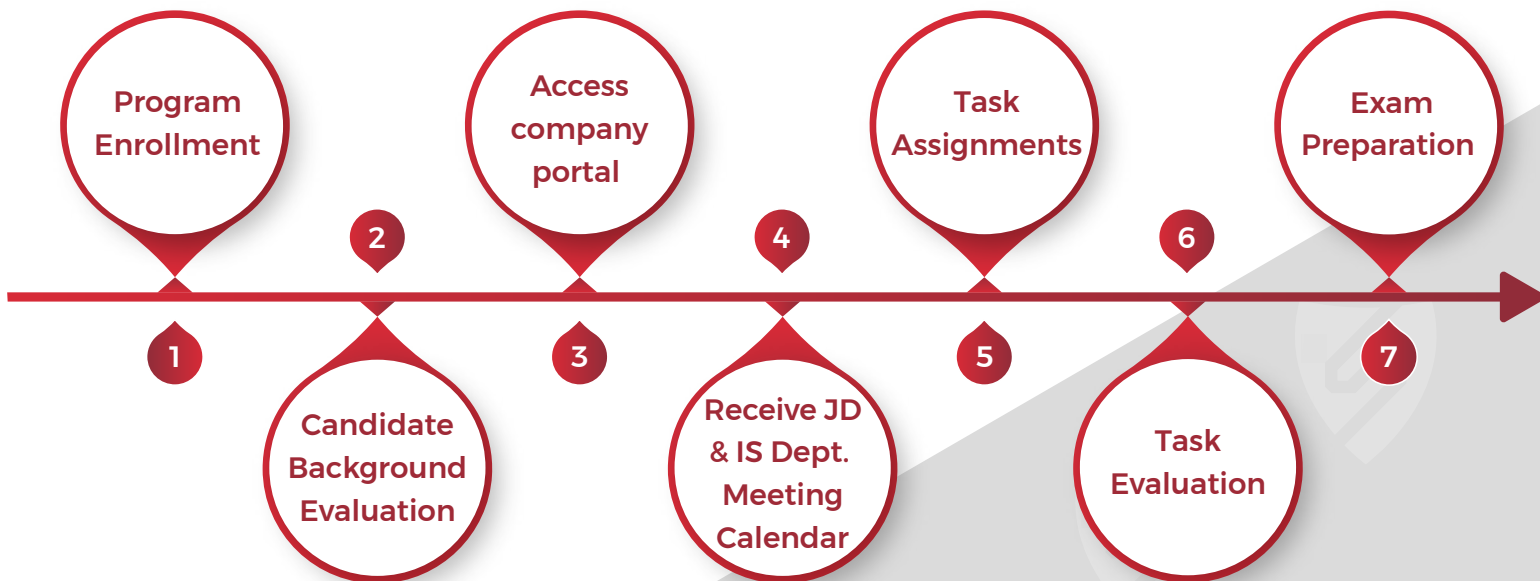 Program
Enrollment
1
2
Candidate
Background
Evaluation
Access
company
portal
3
4
Receive JD
& IS Dept.
Meeting
Calendar
Task
Assignments
5
6
Task
Evaluation
Exam
Preparation
7